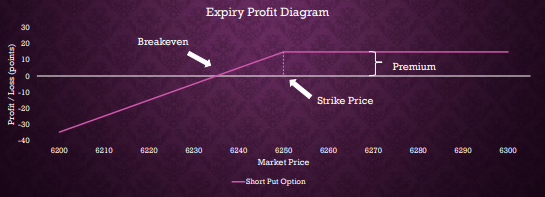 Expiry Profit Diagram
30
20
10
0
-10
-20
-30
-40
Profit / Loss (points)
Breakeven
Premium
Strike Price
6200 6210 6220 6230 6240 6250 6260 6270 6280 6290 6300
Market Price
Short Put Option